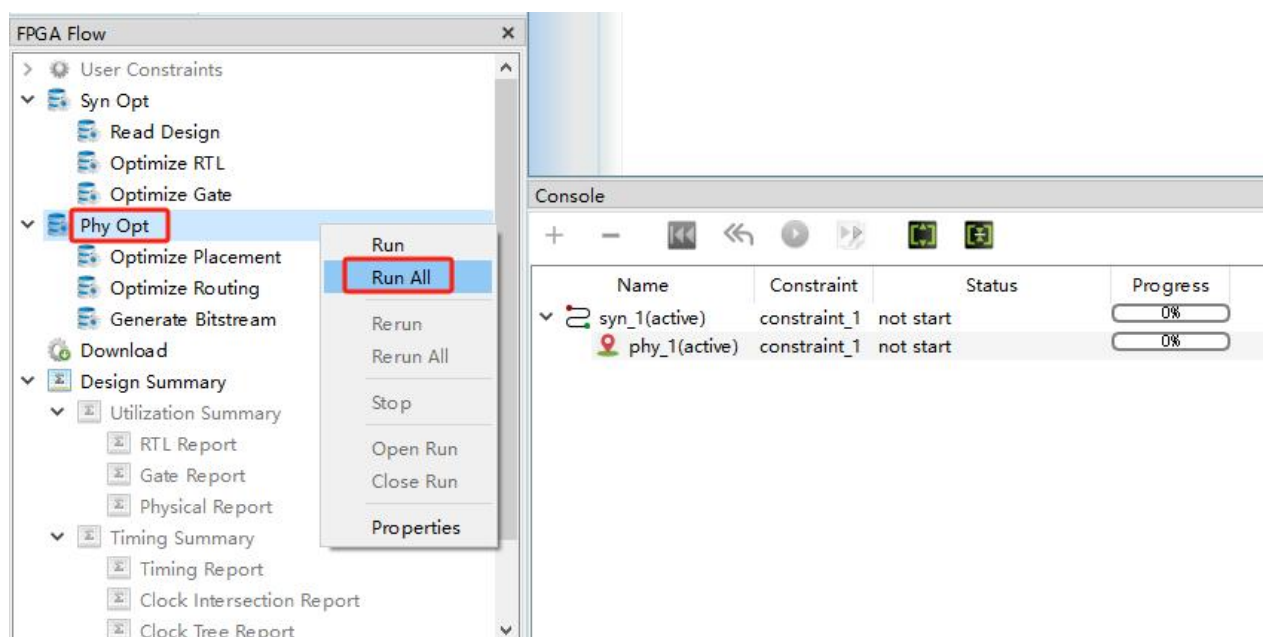 FPGA Flow
User Constraints
Syn Opt
Read Design
Optimize RTL
Optimize Gate
Phy Opt
Optimize Placement
Optimize Routing
Generate Bitstream
Download
Design Summary
Utilization Summary
RTL Report
Gate Report
Physical Report
Timing Summary
Timing Report
Clock Intersection Report
Clock Tree Report
Run
Run All
Rerun
Rerun All
Stop
Open Run
Close Run
Properties
Console
Name Constraint Status Progress
syn_1(active) constraint_1 not start 0%
phy_1(active) constraint_1 not start 0%